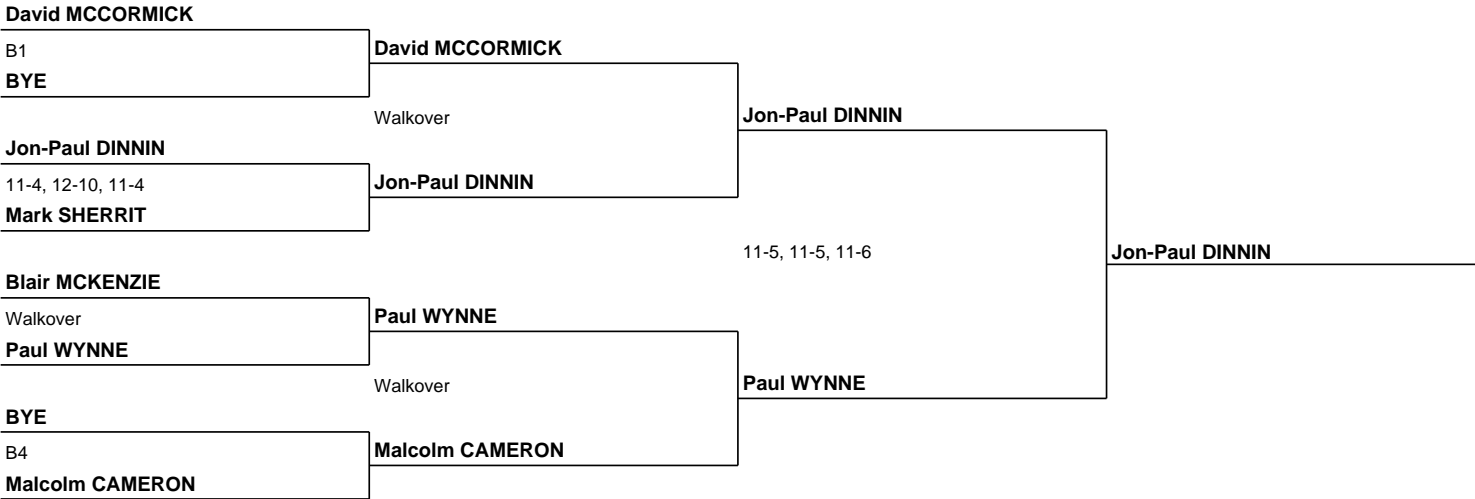 David MCCORMICK
B1
BYE
David MCCORMICK
Walkover
Jon-Paul DINNIN
Jon-Paul DINNIN
11-4, 12-10, 11-4
Mark SHERRIT
Jon-Paul DINNIN
11-5, 11-5, 11-6
Jon-Paul DINNIN
Blair MCKENZIE
Walkover
Paul WYNNE
Paul WYNNE
Walkover
Paul WYNNE
BYE
B4
Malcolm CAMERON
Malcolm CAMERON